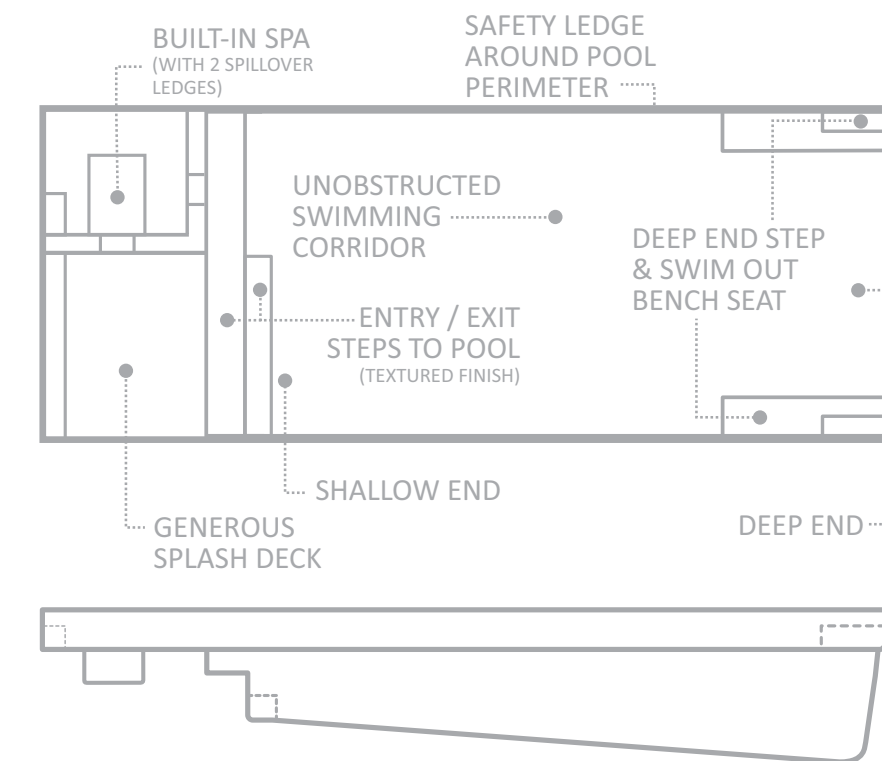 BUILT-IN SPA
(WITH 2 SPILLOVER
LEDGES)
SAFETY LEDGE
AROUND POOL
PERIMETER
UNOBSTRUCTED
SWIMMING
CORRIDOR
DEEP END STEP
& SWIM OUT
BENCH SEAT
ENTRY / EXIT
STEPS TO POOL
(TEXTURED FINISH)
SHALLOW END
GENEROUS
SPLASH DECK
DEEP END